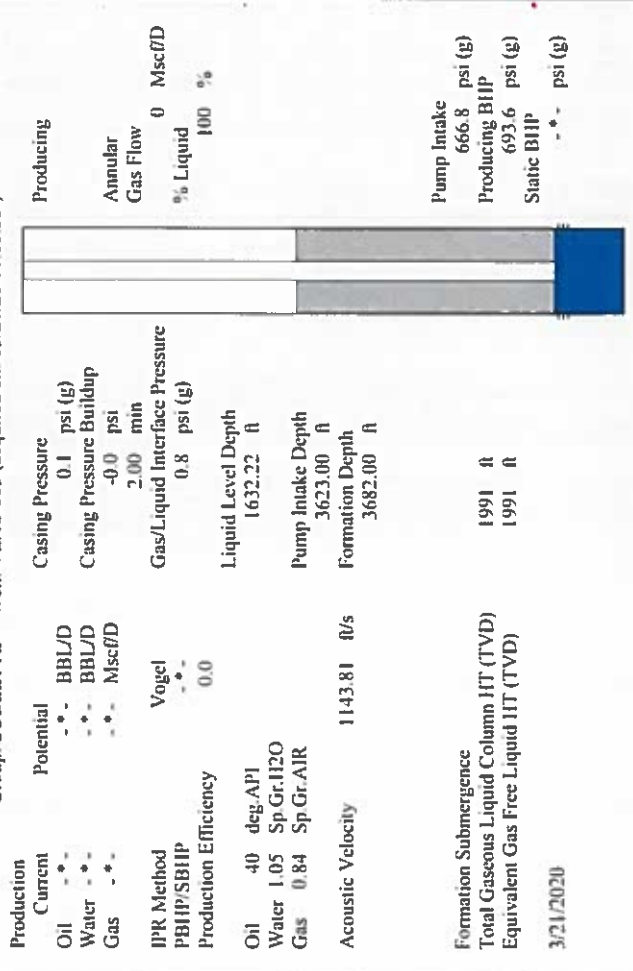 Production
Current Potential
Oil - * - - * - BBL/D
Water - * - - * - BBL/D
Gas - * - - * - Mscf/D
IPR Method Vogel
PBHP/SBHP - * -
Production Efficiency 0.0
Oil 40 deg.API
Water 1.05 Sp.Gr.H2O
Gas 0.84 Sp.Gr.AIR
Acoustic Velocity 1143.81 ft/s
Formation Submergence
Total Gaseous Liquid Column HT (TVD) 1991 ft
Equivalent Gas Free Liquid HT (TVD) 1991 ft
3/21/2020
Casing Pressure
0.1 psi (g)
Casing Pressure Buildup
-0.0 psi
2.00 min
Gas/Liquid Interface Pressure
0.8 psi (g)
Liquid Level Depth
1632.22 ft
Pump Intake Depth
3623.00 ft
Formation Depth
3682.00 ft
Producing
Annular
Gas Flow
0 Mscf/D
% Liquid
100 %
Pump Intake
666.8 psi (g)
Producing BHP
693.6 psi (g)
Static BHP
- * - psi (g)